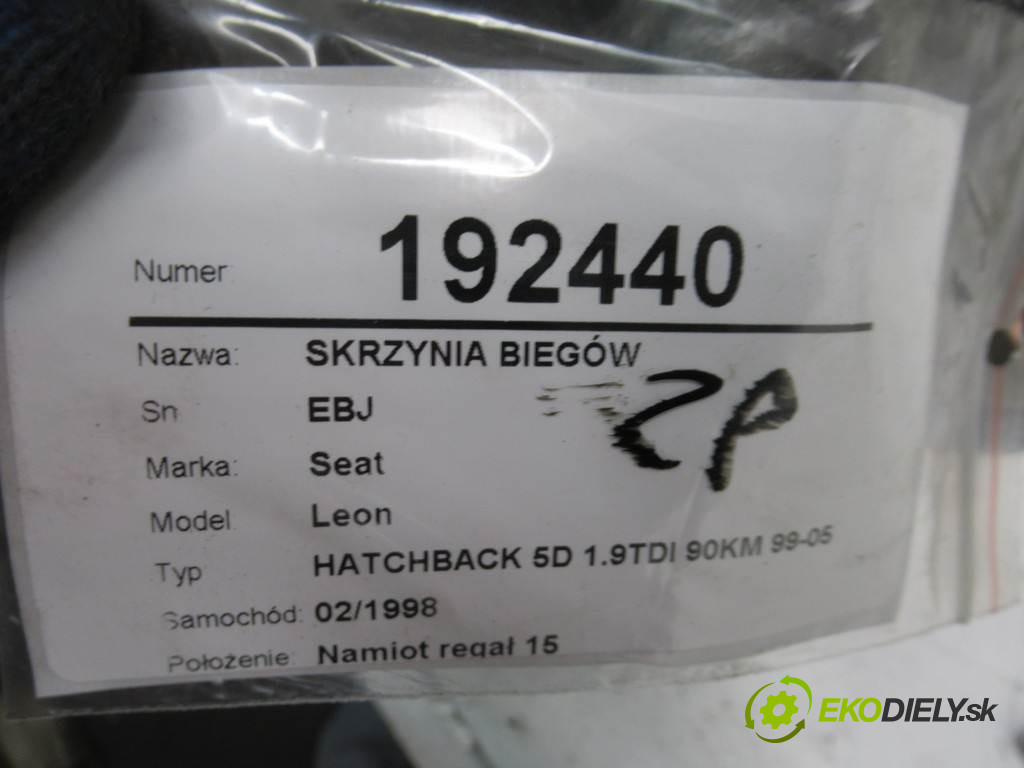 Numer: 192440
Nazwa: SKRZYNIA BIEGÓW
Sn EBJ
ZP
Marka: Seat
Model Leon
Typ HATCHBACK 5D 1.9TDI 90KM 99-05
Samochód: 02/1998
Położenie: Namiot regał 15
EKODIELY.sk